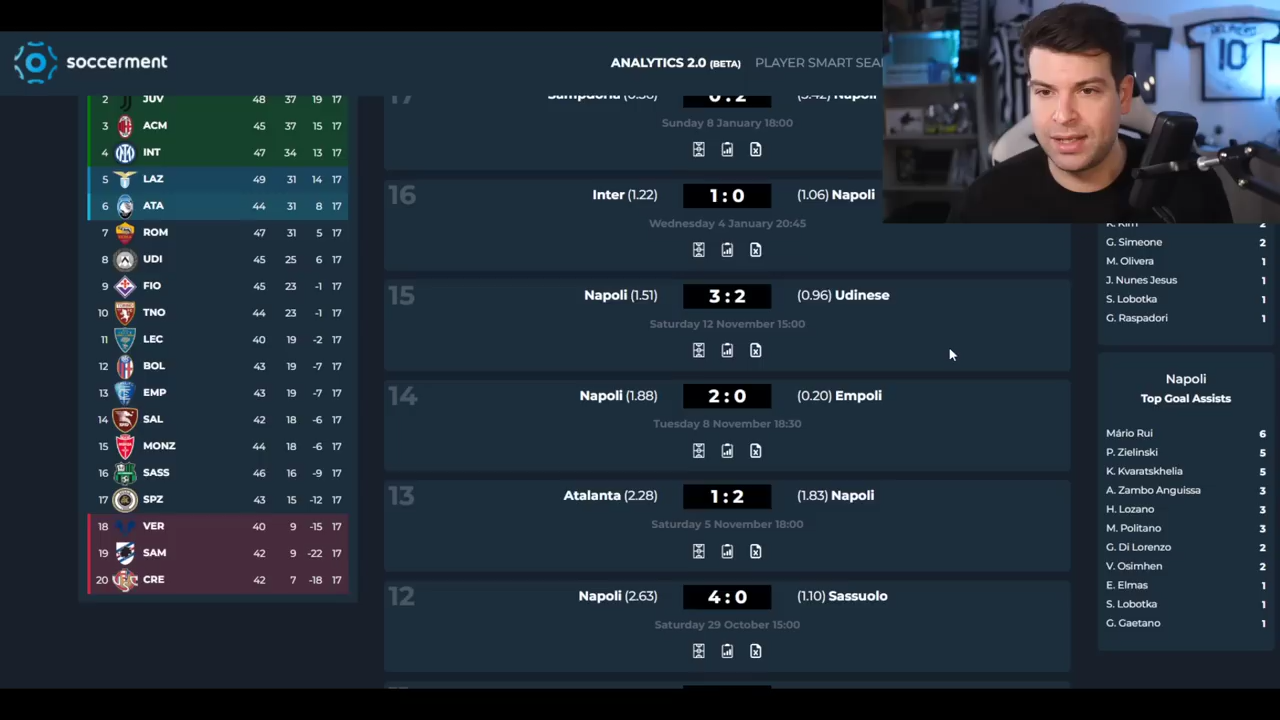 soccerment
ANALYTICS 2.0 (BETA) PLAYER SMART SEA
2 JUV 48 37 19 17
3 ACM 45 37 15 17
4 INT 47 34 13 17
5 LAZ 49 31 14 17
6 ATA 44 31 8 17
7 ROM 47 31 5 17
8 UDI 45 25 6 17
9 FIO 45 23 -1 17
10 TNO 44 23 -1 17
11 LEC 40 19 -2 17
12 BOL 43 19 -7 17
13 EMP 43 19 -7 17
14 SAL 42 18 -6 17
15 MONZ 44 18 -6 17
16 SASS 46 16 -9 17
17 SPZ 43 15 -12 17
18 VER 40 9 -15 17
19 SAM 42 9 -22 17
20 CRE 42 7 -18 17
17
Sampdoria 0:2 Napoli
Sunday 8 January 18:00
16
Inter (1.22) 1:0 (1.06) Napoli
Wednesday 4 January 20:45
15
Napoli (1.51) 3:2 (0.96) Udinese
Saturday 12 November 15:00
14
Napoli (1.88) 2:0 (0.20) Empoli
Tuesday 8 November 18:30
13
Atalanta (2.28) 1:2 (1.83) Napoli
Saturday 5 November 18:00
12
Napoli (2.63) 4:0 (1.10) Sassuolo
Saturday 29 October 15:00
K. Kim 2
G. Simeone 2
M. Olivera 1
J. Nunes Jesus 1
S. Lobotka 1
G. Raspadori 1
Napoli
Top Goal Assists
Mário Rui 6
P. Zielinski 5
K. Kvaratskhelia 5
A. Zambo Anguissa 3
H. Lozano 3
M. Politano 3
G. Di Lorenzo 2
V. Osimhen 2
E. Elmas 1
S. Lobotka 1
G. Gaetano 1
10